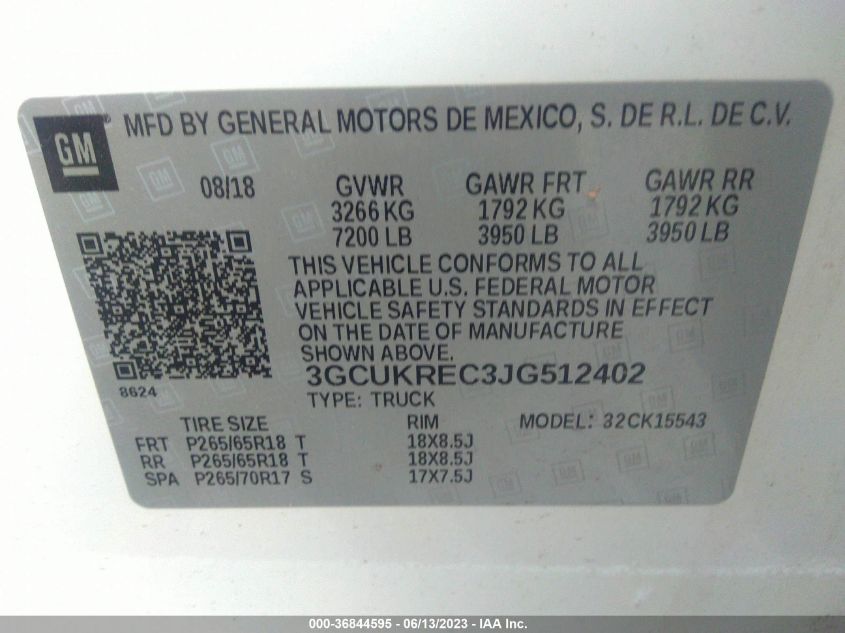 GM ® MFD BY GENERAL MOTORS DE MEXICO, S. DE R.L. DE C.V.
08/18 GVWR GAWR FRT GAWR RR
3266 KG 1792 KG 1792 KG
7200 LB 3950 LB 3950 LB
THIS VEHICLE CONFORMS TO ALL
APPLICABLE U.S. FEDERAL MOTOR
VEHICLE SAFETY STANDARDS IN EFFECT
ON THE DATE OF MANUFACTURE
SHOWN ABOVE.
3GCUKREC3JG512402
8624
TYPE: TRUCK
TIRE SIZE RIM MODEL: 32CK15543
FRT P265/65R18 T 18X8.5J
RR P265/65R18 T 18X8.5J
SPA P265/70R17 S 17X7.5J
000-36844595 - 06/13/2023 - IAA Inc.